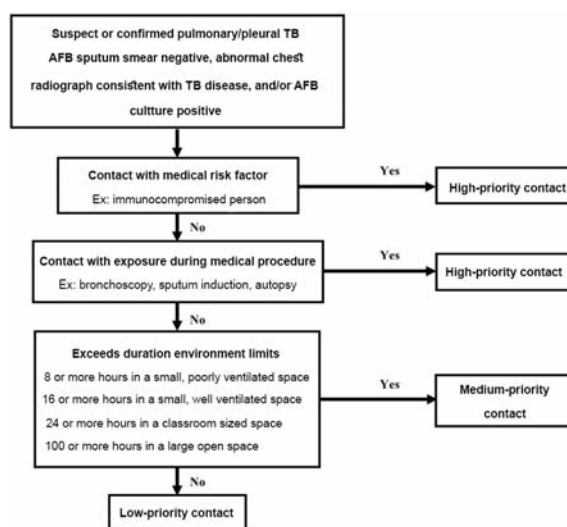 Suspect or confirmed pulmonary/pleural TB
AFB sputum smear negative, abnormal chest
radiograph consistent with TB disease, and/or AFB
cultture positive
Contact with medical risk factor
Ex: immunocompromised person
Yes
High-priority contact
No
Contact with exposure during medical procedure
Ex: bronchoscopy, sputum induction, autopsy
Yes
High-priority contact
No
Exceeds duration environment limits
8 or more hours in a small, poorly ventilated space
16 or more hours in a small, well ventilated space
24 or more hours in a classroom sized space
100 or more hours in a large open space
Yes
Medium-priority
contact
No
Low-priority contact